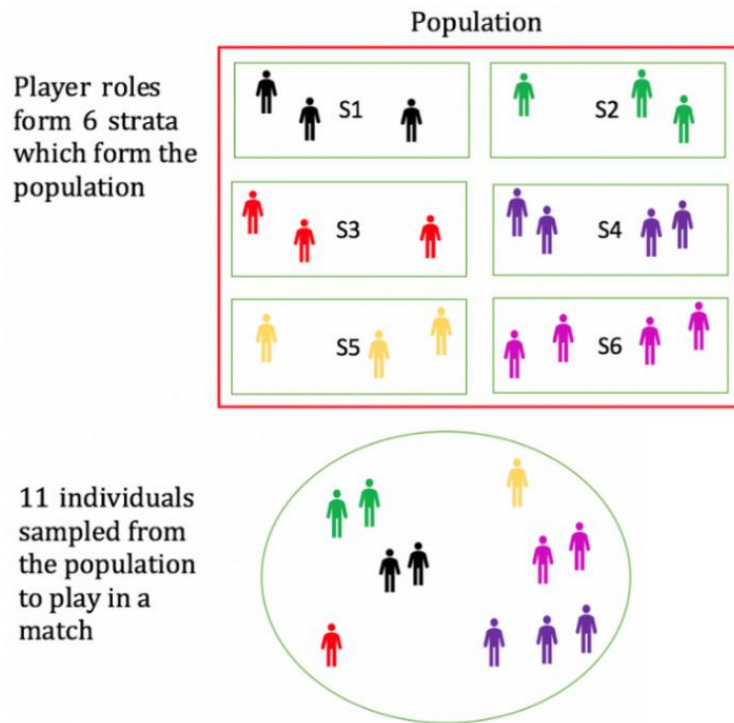 Population
Player roles
form 6 strata
which form the
population
S1
S2
S3
S4
S5
S6
11 individuals
sampled from
the population
to play in a
match